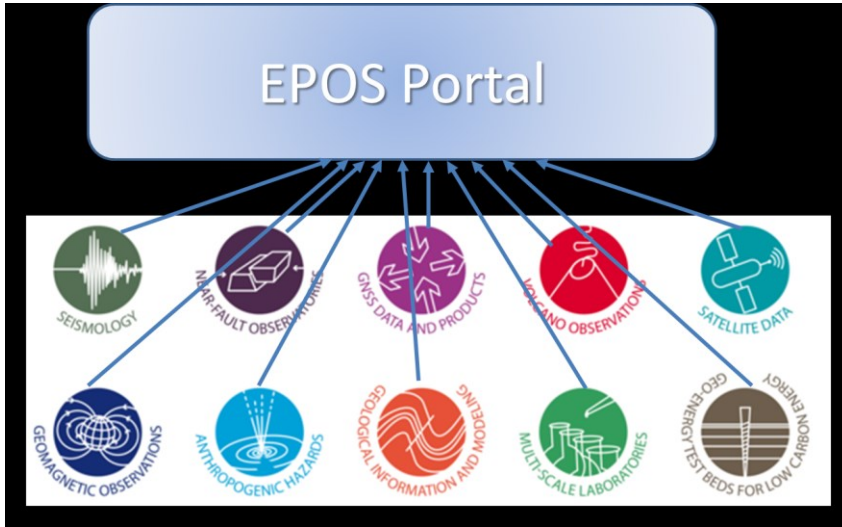 EPOS Portal
SEISMOLOGY
NEAR-FAULT OBSERVATORIES
GNSS DATA AND PRODUCTS
VOLCANO OBSERVATIONS
SATELLITE DATA
GEOMAGNETIC OBSERVATIONS
ANTHROPOGENIC HAZARDS
GEOLOGICAL INFORMATION AND MODELING
MULTI-SCALE LABORATORIES
GEO-ENERGY TEST BEDS FOR LOW CARBON ENERGY